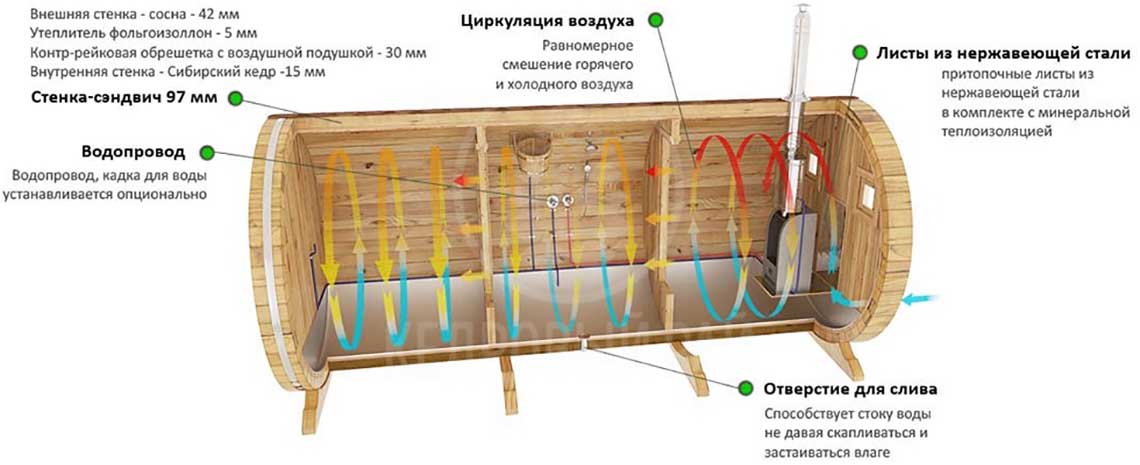 Внешняя стенка - сосна - 42 мм
Утеплитель фольгоизоллон - 5 мм
Контр-рейковая обрешетка с воздушной подушкой - 30 мм
Внутренняя стенка - Сибирский кедр -15 мм
Стенка-сэндвич 97 мм
Водопровод
Водопровод, кадка для воды
устанавливается опционально
Циркуляция воздуха
Равномерное
смешение горячего
и холодного воздуха
Листы из нержавеющей стали
притопочные листы из
нержавеющей стали
в комплекте с минеральной
теплоизоляцией
Отверстие для слива
Способствует стоку воды
не давая скапливаться и
застаиваться влаге